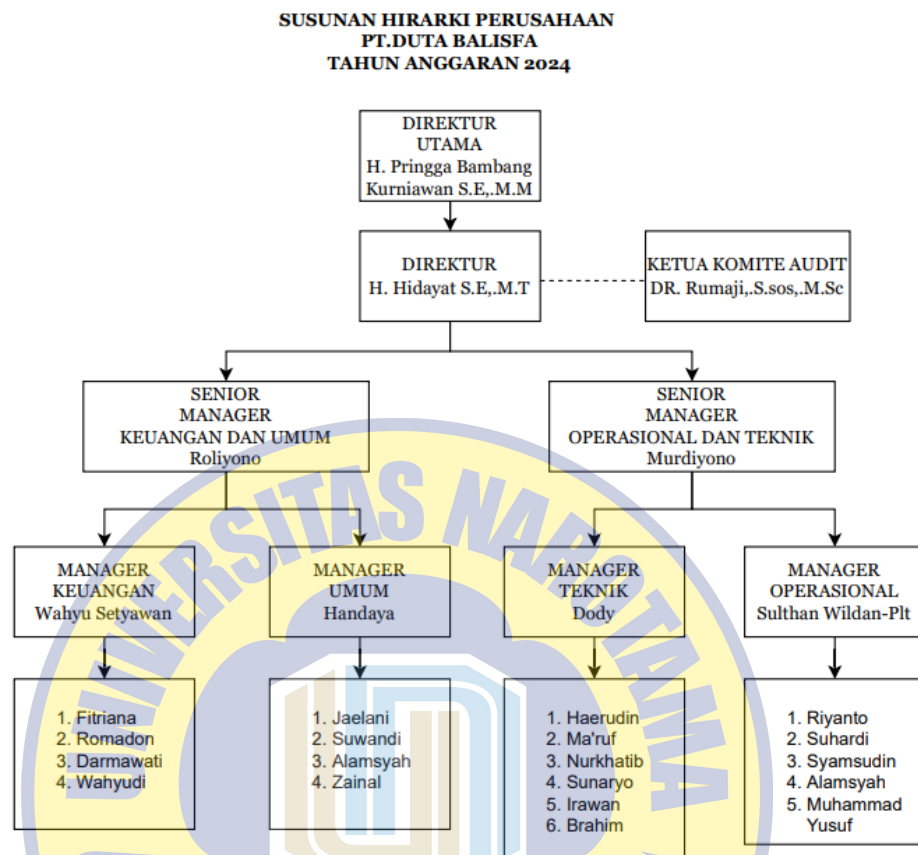 SUSUNAN HIRARKI PERUSAHAAN
PT.DUTA BALISFA
TAHUN ANGGARAN 2024
DIREKTUR
UTAMA
H. Pringga Bambang
Kurniawan S.E,.M.M
DIREKTUR
H. Hidayat S.E,.M.T
KETUA KOMITE AUDIT
DR. Rumaji,.S.sos,.M.Sc
SENIOR
MANAGER
KEUANGAN DAN UMUM
Roliyono
SENIOR
MANAGER
OPERASIONAL DAN TEKNIK
Murdiyono
MANAGER
KEUANGAN
Wahyu Setyawan
MANAGER
UMUM
Handaya
MANAGER
TEKNIK
Dody
MANAGER
OPERASIONAL
Sulthan Wildan-Plt
1. Fitriana
2. Romadon
3. Darmawati
4. Wahyudi
1. Jaelani
2. Suwandi
3. Alamsyah
4. Zainal
1. Haerudin
2. Ma'ruf
3. Nurkhatib
4. Sunaryo
5. Irawan
6. Brahim
1. Riyanto
2. Suhardi
3. Syamsudin
4. Alamsyah
5. Muhammad
Yusuf
UNIVERSITAS NAROTAMA